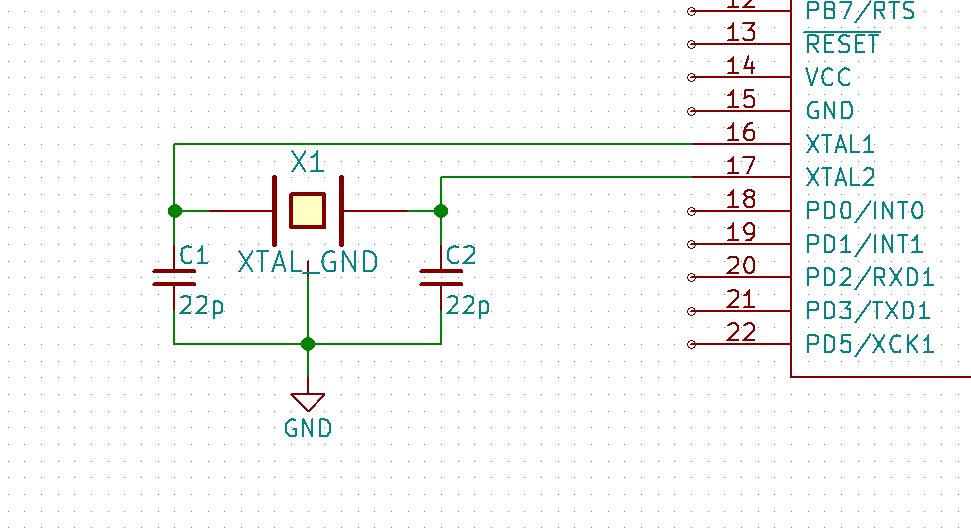 12 PB7/RTS
13 RESET
14 VCC
15 GND
16 XTAL1
X1
17 XTAL2
18 PD0/INT0
19 PD1/INT1
C1
C2
XTAL_GND
20 PD2/RXD1
22p
22p
21 PD3/TXD1
22 PD5/XCK1
GND